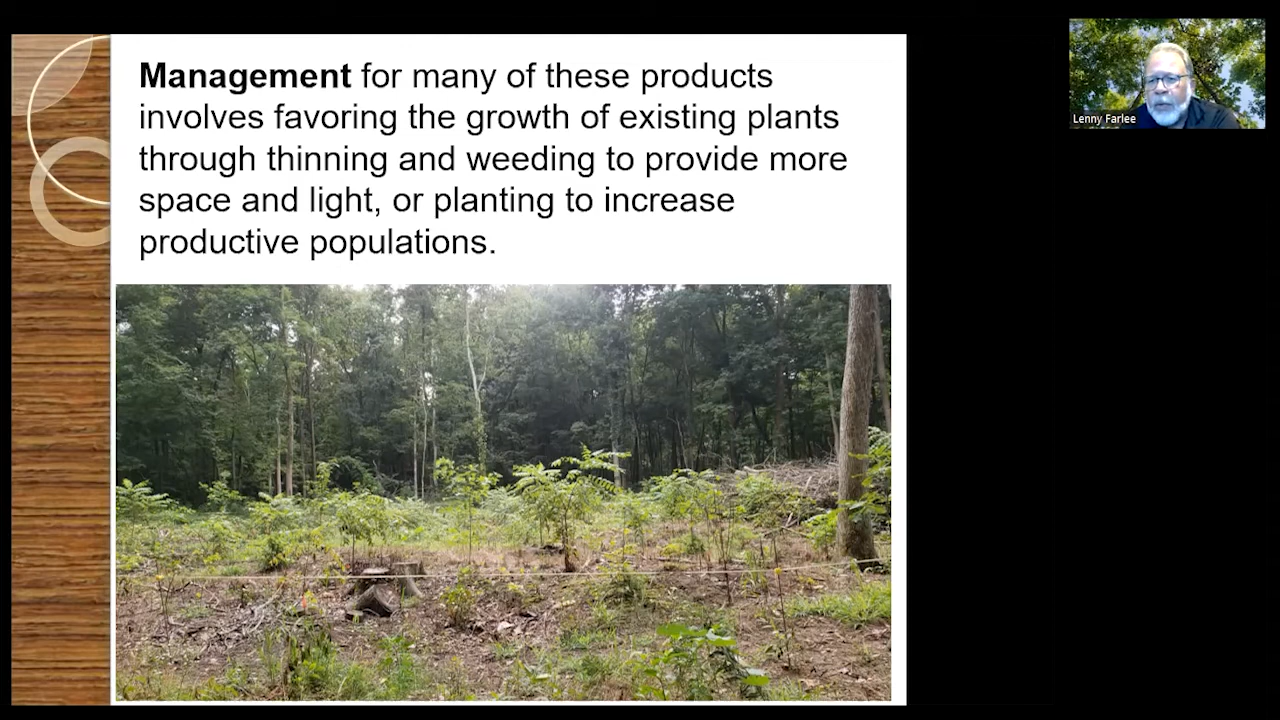 Management for many of these products
involves favoring the growth of existing plants
through thinning and weeding to provide more
space and light, or planting to increase
productive populations.
Lenny Farlee